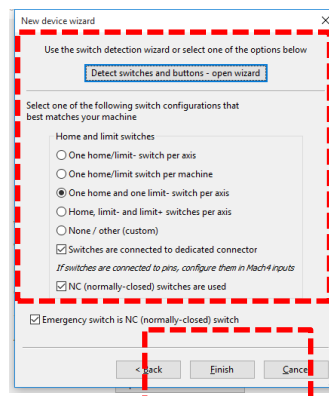 New device wizard
Use the switch detection wizard or select one of the options below
Detect switches and buttons - open wizard
Select one of the following switch configurations that
best matches your machine
Home and limit switches
One home/limit- switch per axis
One home/limit switch per machine
One home and one limit- switch per axis
Home, limit- and limit+ switches per axis
None / other (custom)
Switches are connected to dedicated connector
If switches are connected to pins, configure them in Mach4 inputs
NC (normally-closed) switches are used
Emergency switch is NC (normally-closed) switch
< Back Finish Cancel